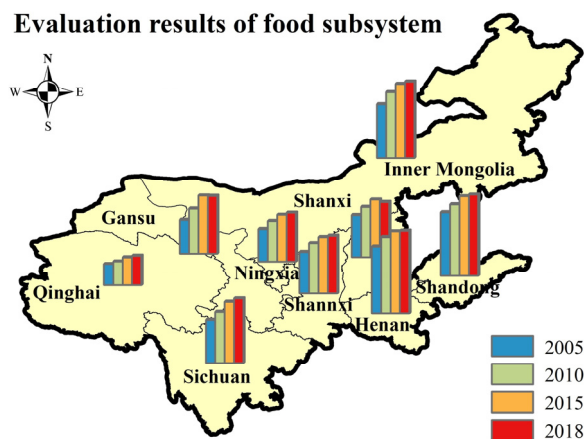 Evaluation results of food subsystem
N
W E
S
Inner Mongolia
Shanxi
Gansu
Ningxia
Qinghai
Shannxi
Shandong
Henan
Sichuan
2005
2010
2015
2018